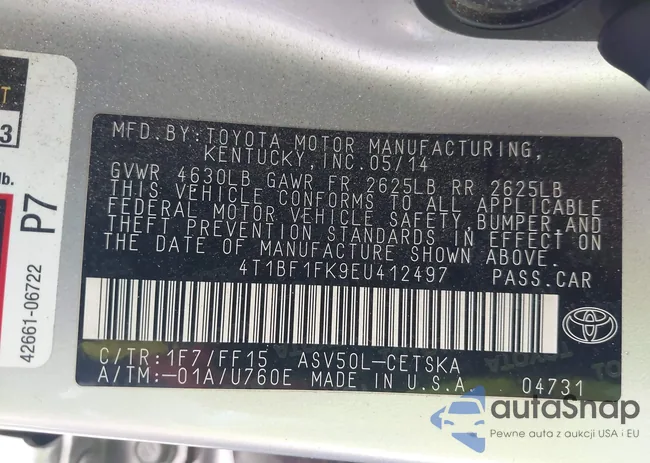 T
3
lb.
P7
42661-06722
MFD. BY: TOYOTA MOTOR MANUFACTURING,
KENTUCKY, INC. 05/14
GVWR 4630LB GAWR FR 2625LB RR 2625LB
THIS VEHICLE CONFORMS TO ALL APPLICABLE
FEDERAL MOTOR VEHICLE SAFETY, BUMPER, AND
THEFT PREVENTION STANDARDS IN EFFECT ON
THE DATE OF MANUFACTURE SHOWN ABOVE.
4T1BF1FK9EU412497 PASS. CAR
C/TR: 1F7/FF15 ASV50L-CETSKA
A/TM: -01A/U760E MADE IN U.S.A. 04731
autaSnap
Pewne auta z aukcji USA i EU